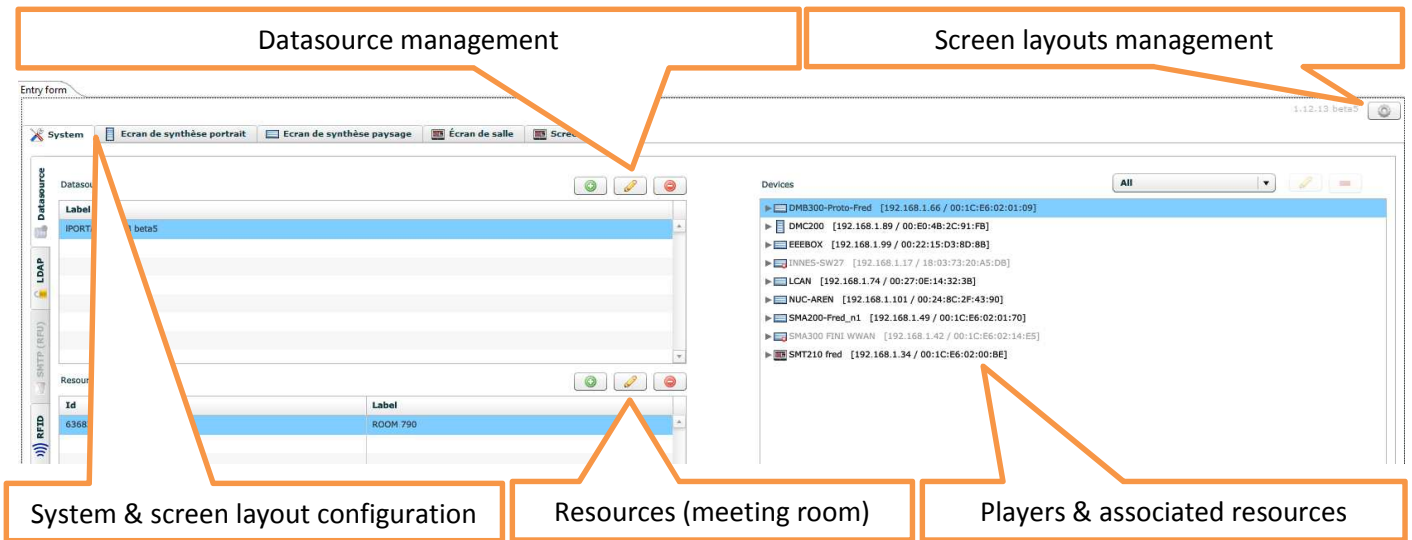 Datasource management
Screen layouts management
Entry form
1.12.13 beta5
System
Ecran de synthèse portrait
Ecran de synthèse paysage
Écran de salle
Datasource
LDAP
SMTP (RFU)
RFID
Label
beta5
Id
Label
ROOM 790
Devices
All
DMB300-Proto-Fred [192.168.1.66 / 00:1C:E6:02:01:09]
DMC200 [192.168.1.89 / 00:E0:4B:2C:91:FB]
EEEBOX [192.168.1.99 / 00:22:15:D3:8D:8B]
INNES-SW27 [192.168.1.17 / 18:03:73:20:A5:DB]
LCAN [192.168.1.74 / 00:27:0E:14:32:3B]
NUC-AREN [192.168.1.101 / 00:24:8C:2F:43:90]
SMA200-Fred_n1 [192.168.1.49 / 00:1C:E6:02:01:70]
SMA300 FINI WWAN [192.168.1.42 / 00:1C:E6:02:14:E5]
SMT210 fred [192.168.1.34 / 00:1C:E6:02:00:BE]
System & screen layout configuration
Resources (meeting room)
Players & associated resources